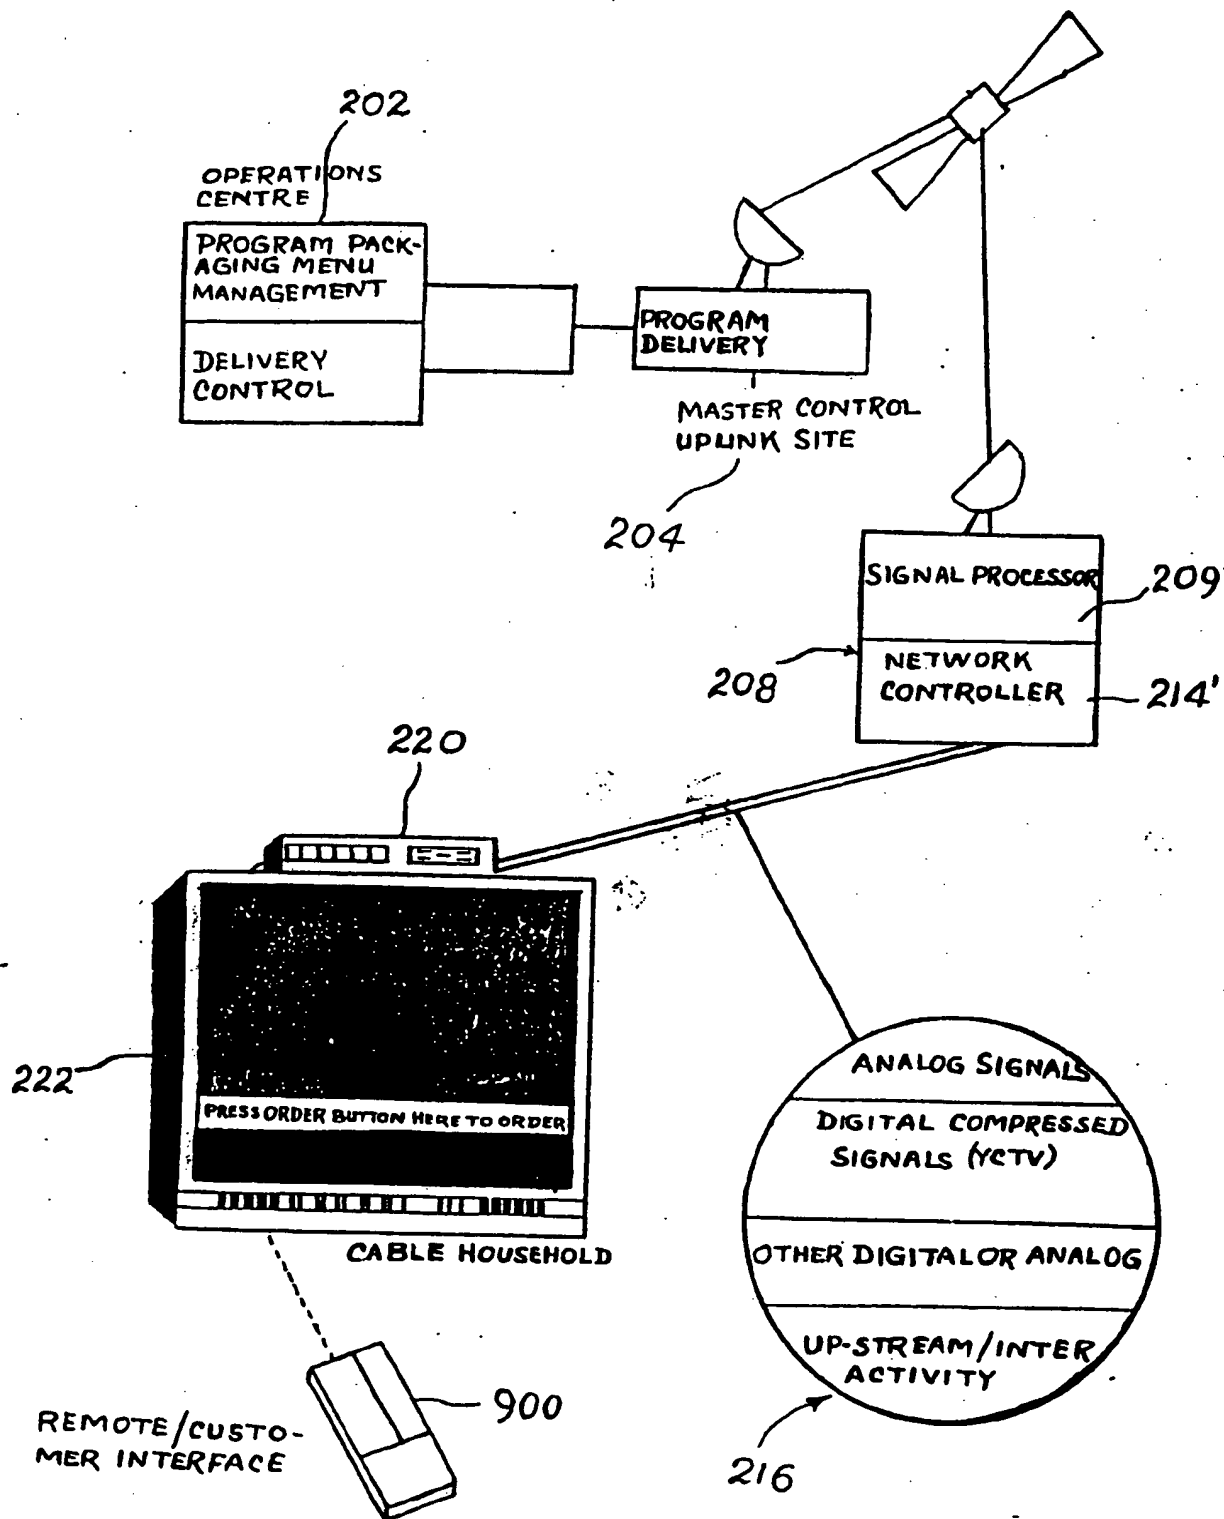 202
OPERATIONS
CENTRE
PROGRAM PACK-
AGING MENU
MANAGEMENT
DELIVERY
CONTROL
PROGRAM
DELIVERY
MASTER CONTROL
UPLINK SITE
204
SIGNAL PROCESSOR
209'
NETWORK
CONTROLLER
208
214'
220
222
PRESS ORDER BUTTON HERE TO ORDER
CABLE HOUSEHOLD
ANALOG SIGNALS
DIGITAL COMPRESSED
SIGNALS (YCTV)
OTHER DIGITAL OR ANALOG
UP-STREAM/INTER
ACTIVITY
216
900
REMOTE/CUSTO-
MER INTERFACE